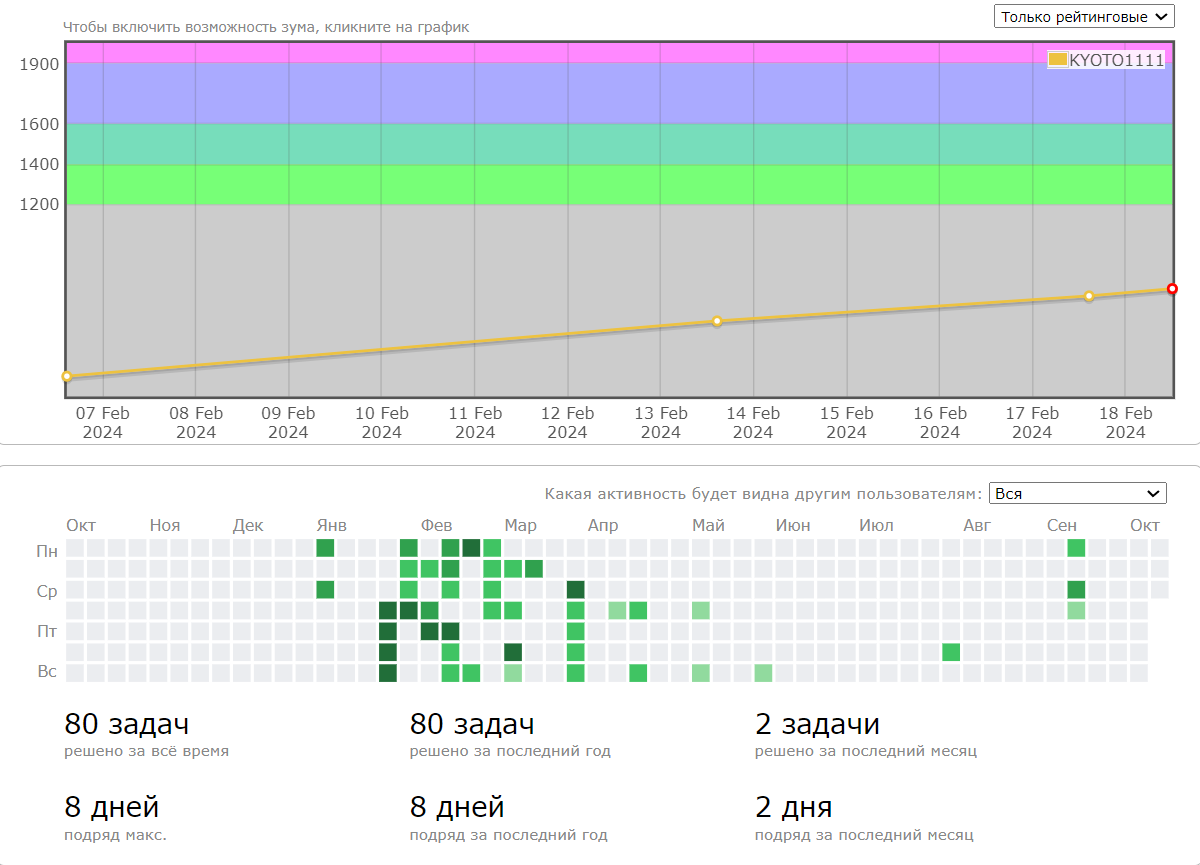 Только рейтинговые
Чтобы включить возможность зума, кликните на график
KYOTO1111
1900
1600
1400
1200
07 Feb 08 Feb 09 Feb 10 Feb 11 Feb 12 Feb 13 Feb 14 Feb 15 Feb 16 Feb 17 Feb 18 Feb
2024 2024 2024 2024 2024 2024 2024 2024 2024 2024 2024 2024
Какая активность будет видна другим пользователям: Вся
Окт Ноя Дек Янв Фев Мар Апр Май Июн Июл Авг Сен Окт
Пн
Ср
Пт
Вс
80 задач 80 задач 2 задачи
решено за всё время решено за последний год решено за последний месяц
8 дней 8 дней 2 дня
подряд макс. подряд за последний год подряд за последний месяц